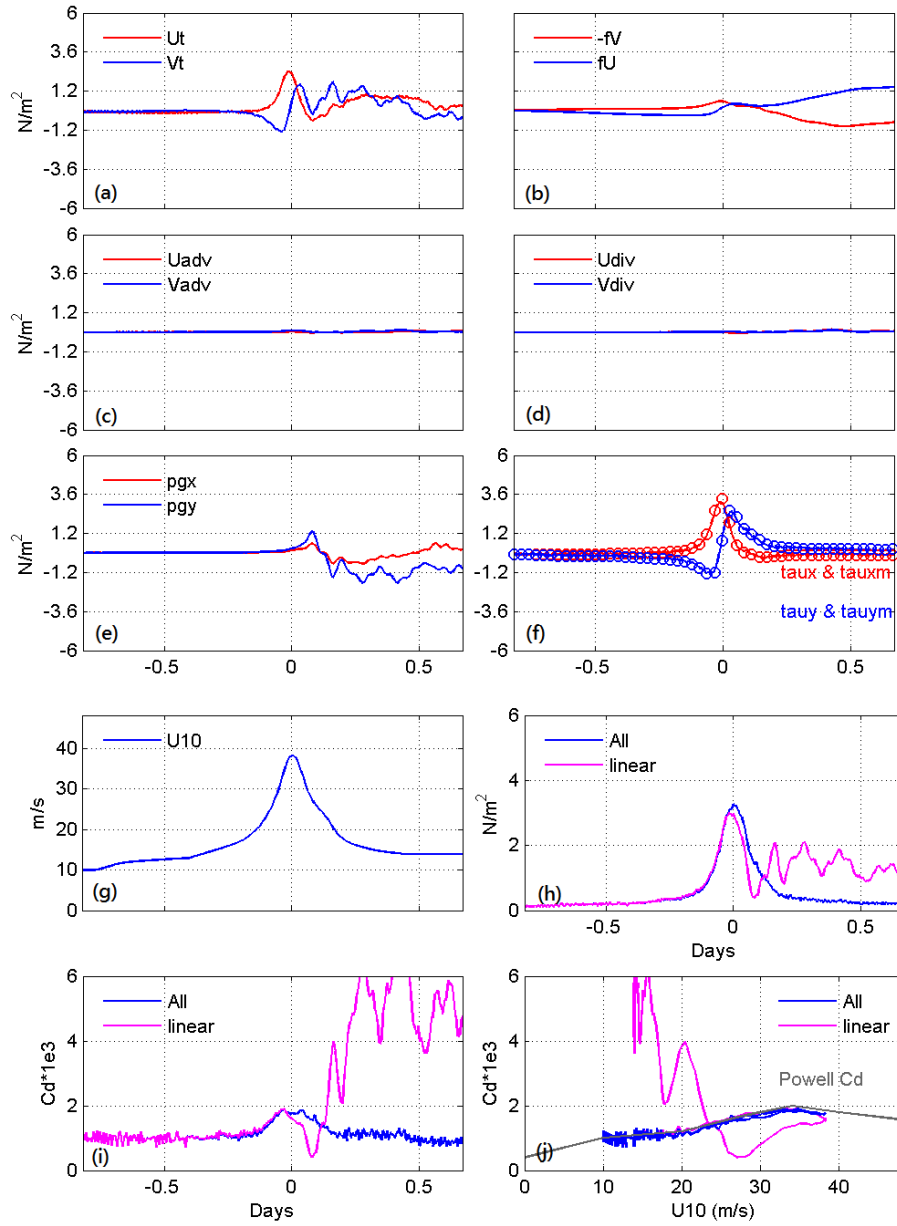 6
3.6
1.2
-1.2
-3.6
-6
N/m²
Ut
Vt
(a)
6
3.6
1.2
-1.2
-3.6
-6
-fV
fU
(b)
6
3.6
1.2
-1.2
-3.6
-6
N/m²
Uadv
Vadv
(c)
6
3.6
1.2
-1.2
-3.6
-6
Udiv
Vdiv
(d)
6
3.6
1.2
-1.2
-3.6
-6
N/m²
pgx
pgy
(e)
-0.5 0 0.5
6
3.6
1.2
-1.2
-3.6
-6
taux & tauxm
tauy & tauym
(f)
-0.5 0 0.5
40
30
20
10
0
m/s
U10
(g)
6
4
2
0
N/m²
All
linear
(h)
-0.5 0 0.5
Days
6
4
2
0
Cd*1e3
All
linear
(i)
-0.5 0 0.5
Days
6
4
2
0
Cd*1e3
All
linear
Powell Cd
(j)
0 10 20 30 40
U10 (m/s)